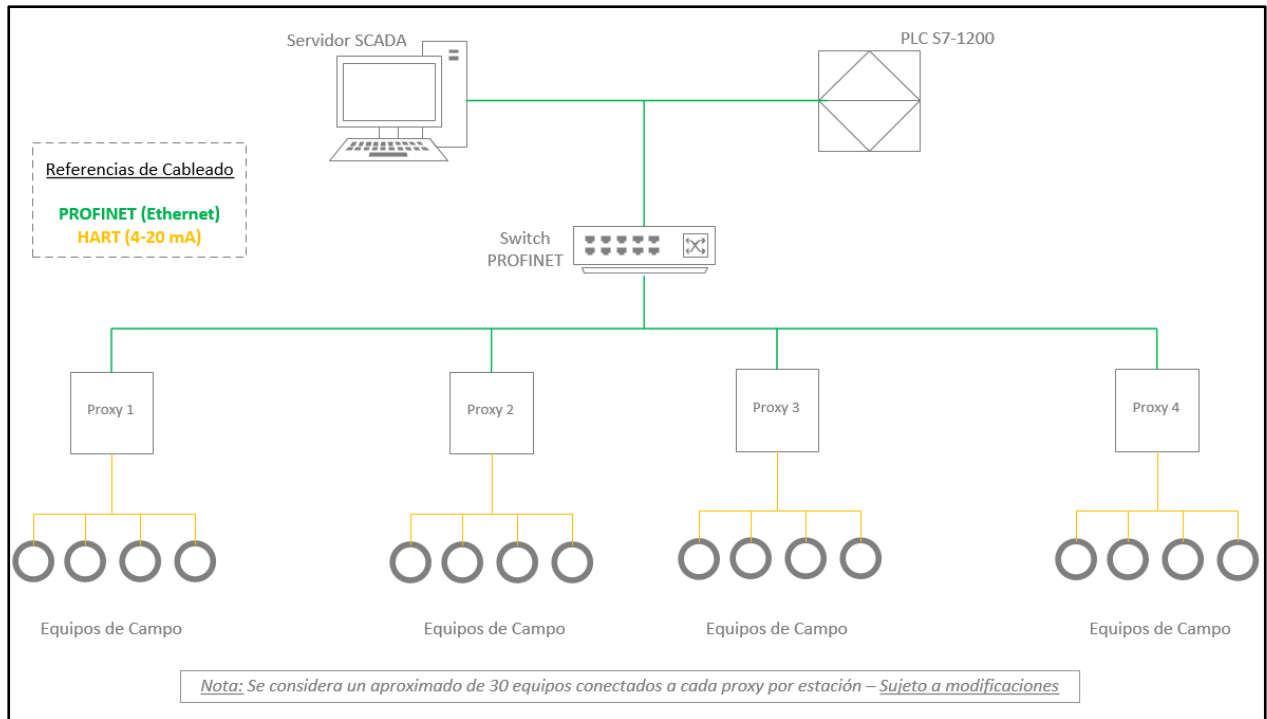 Servidor SCADA
PLC S7-1200
Referencias de Cableado
PROFINET (Ethernet)
HART (4-20 mA)
Switch
PROFINET
Proxy 1
Proxy 2
Proxy 3
Proxy 4
Equipos de Campo
Equipos de Campo
Equipos de Campo
Equipos de Campo
Nota: Se considera un aproximado de 30 equipos conectados a cada proxy por estación – Sujeto a modificaciones